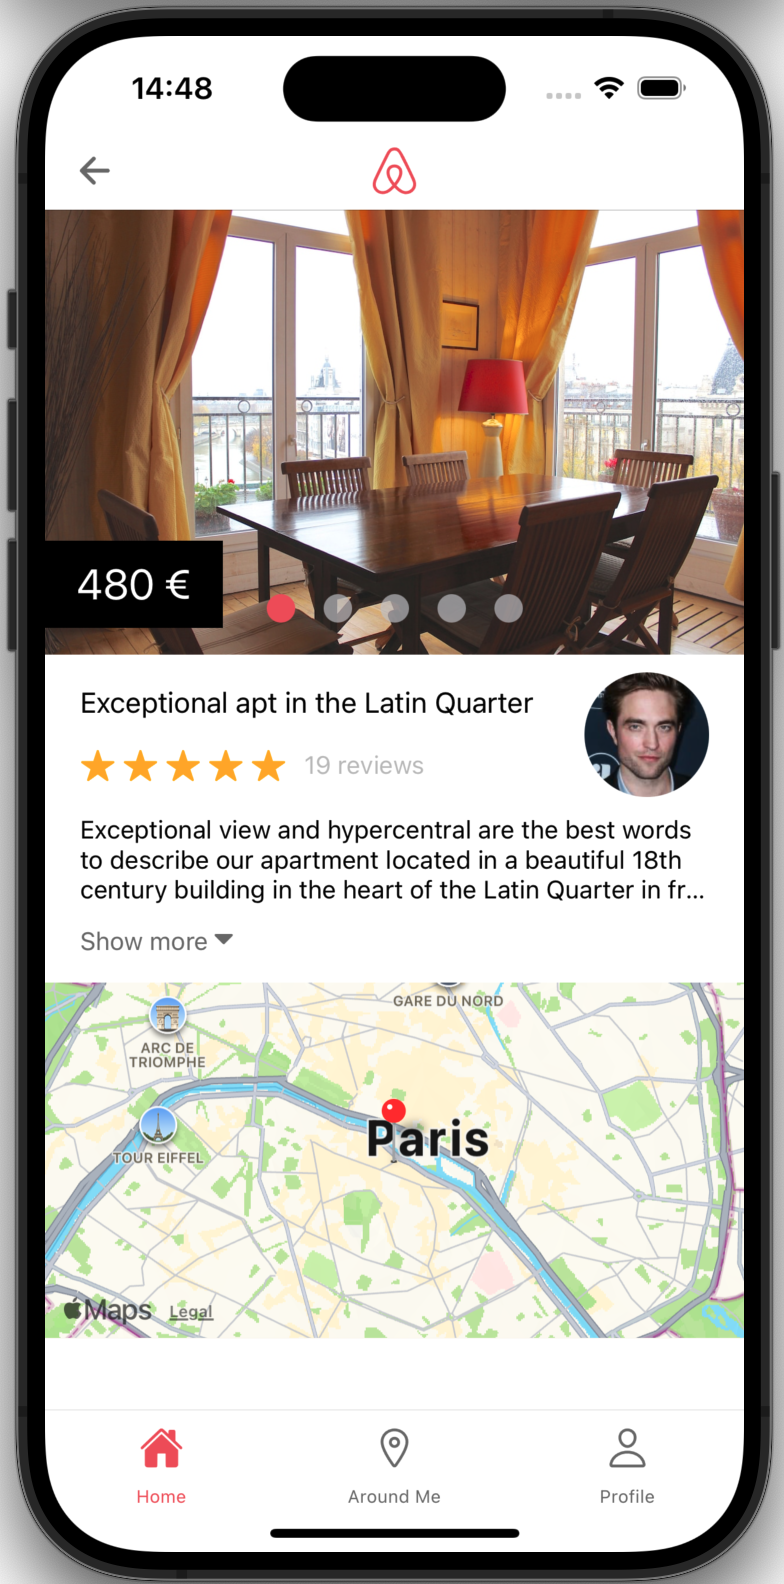 14:48
480 €
Exceptional apt in the Latin Quarter
19 reviews
Exceptional view and hypercentral are the best words
to describe our apartment located in a beautiful 18th
century building in the heart of the Latin Quarter in fr...
Show more
GARE DU NORD
ARC DE
TRIOMPHE
Paris
TOUR EIFFEL
Maps Legal
Home Around Me Profile